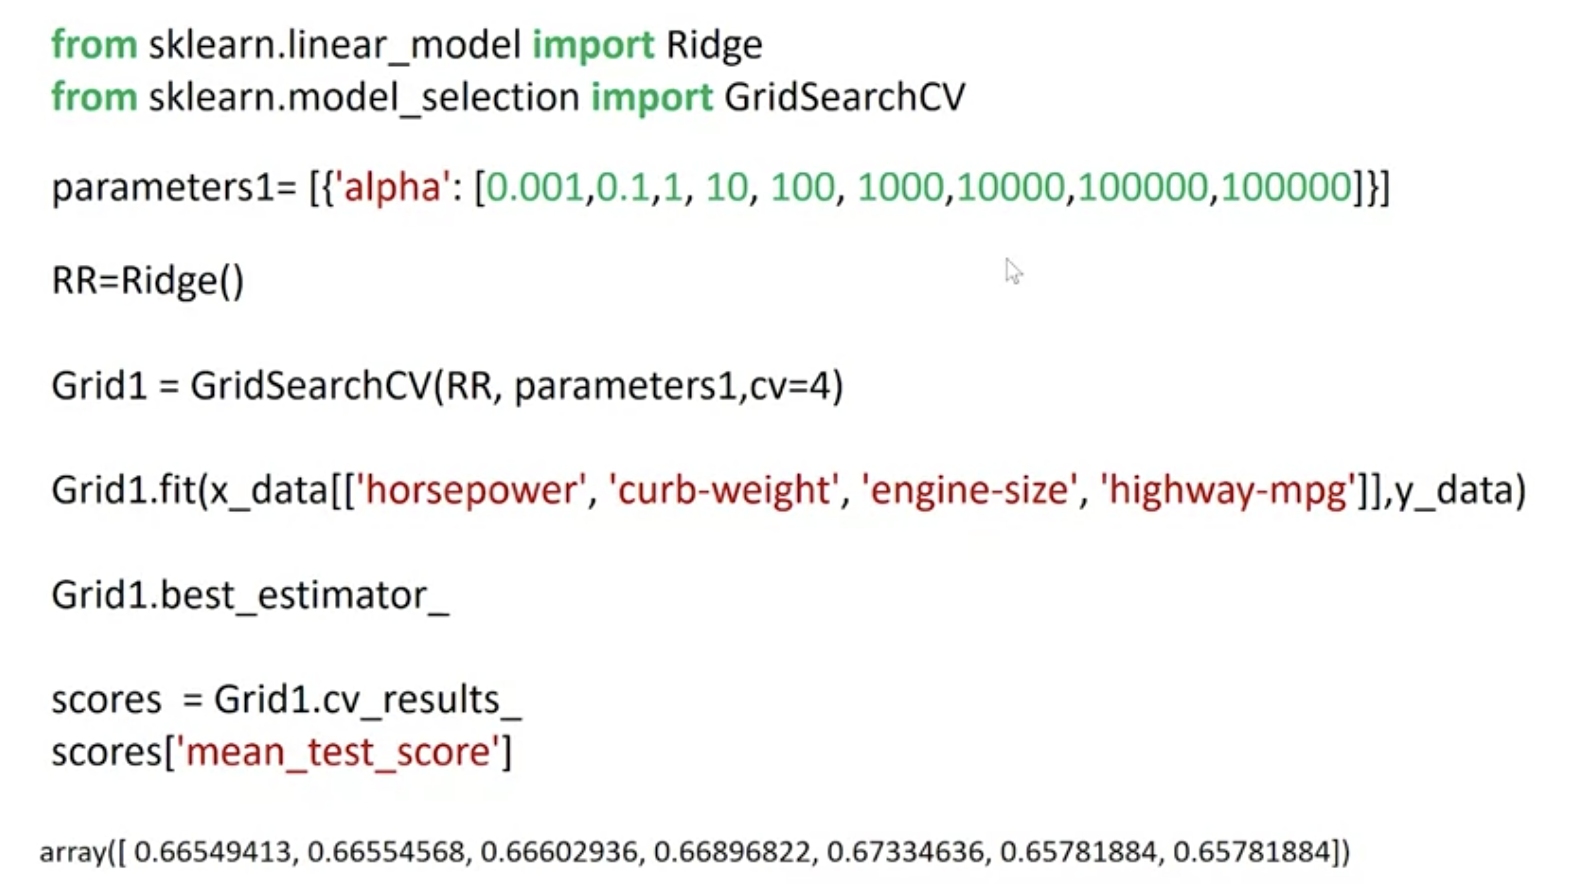 from sklearn.linear_model import Ridge
from sklearn.model_selection import GridSearchCV
parameters1= [{'alpha': [0.001,0.1,1, 10, 100, 1000,10000,100000,100000]}]
RR=Ridge()
Grid1 = GridSearchCV(RR, parameters1,cv=4)
Grid1.fit(x_data[['horsepower', 'curb-weight', 'engine-size', 'highway-mpg']],y_data)
Grid1.best_estimator_
scores  = Grid1.cv_results_
scores['mean_test_score']
array([ 0.66549413, 0.66554568, 0.66602936, 0.66896822, 0.67334636, 0.65781884, 0.65781884])